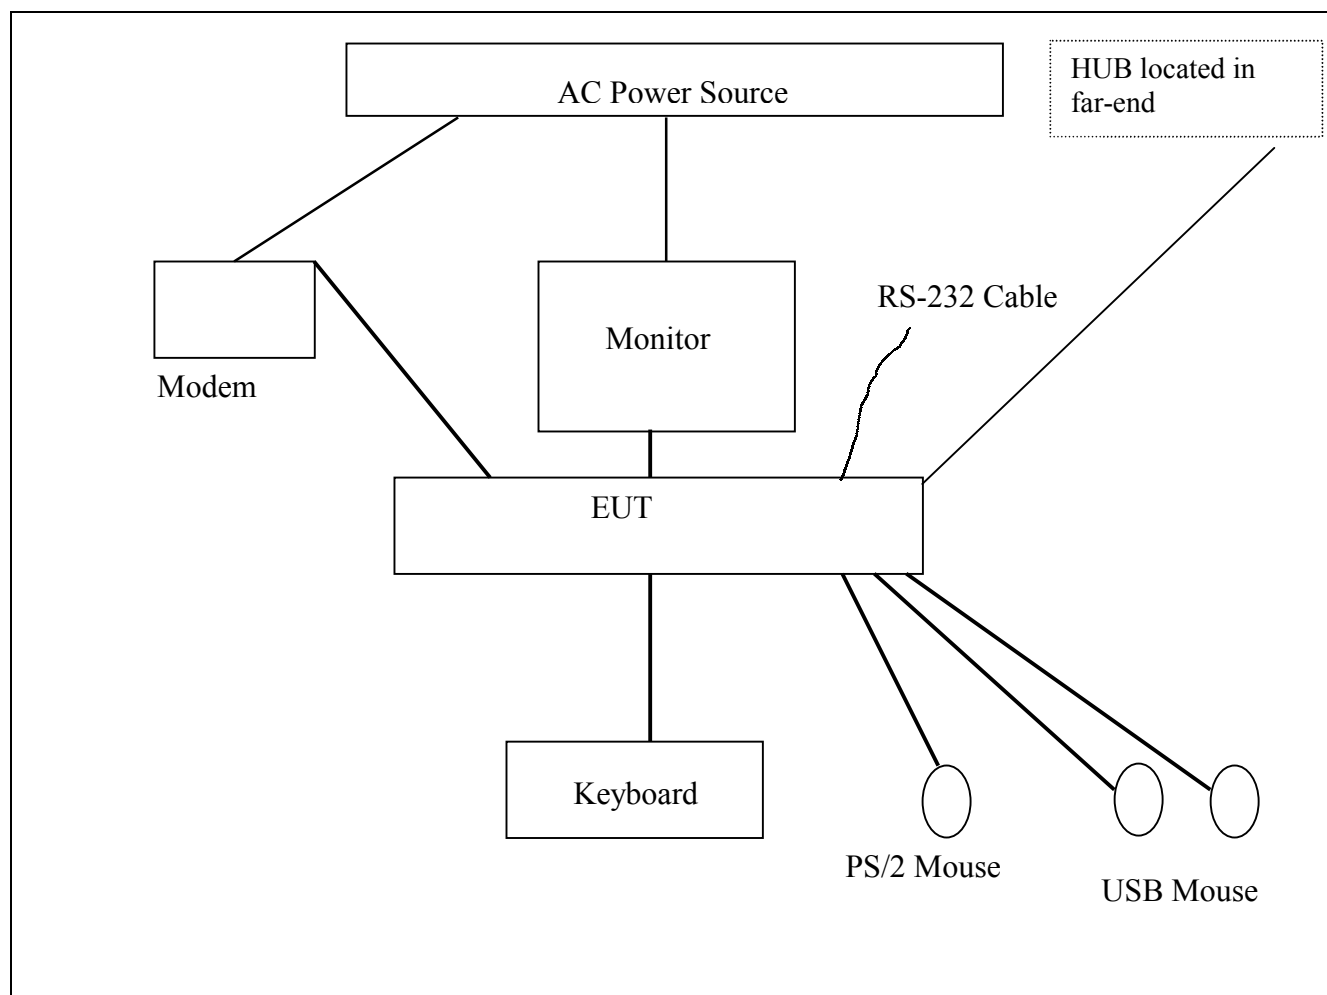 AC Power Source
HUB located in
far-end
RS-232 Cable
Monitor
Modem
EUT
Keyboard
PS/2 Mouse
USB Mouse